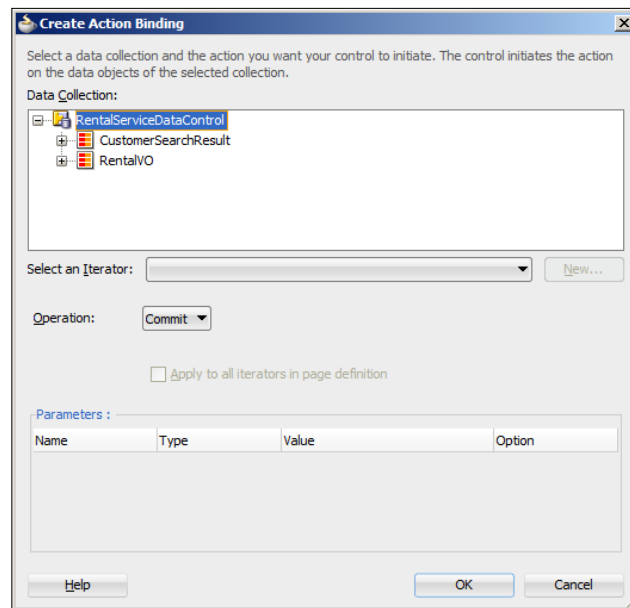 Create Action Binding
Select a data collection and the action you want your control to initiate. The control initiates the action
on the data objects of the selected collection.
Data Collection:
RentalServiceDataControl
CustomerSearchResult
RentalVO
Select an Iterator: New...
Operation: Commit
Apply to all iterators in page definition
Parameters :
Name Type Value Option
Help OK Cancel